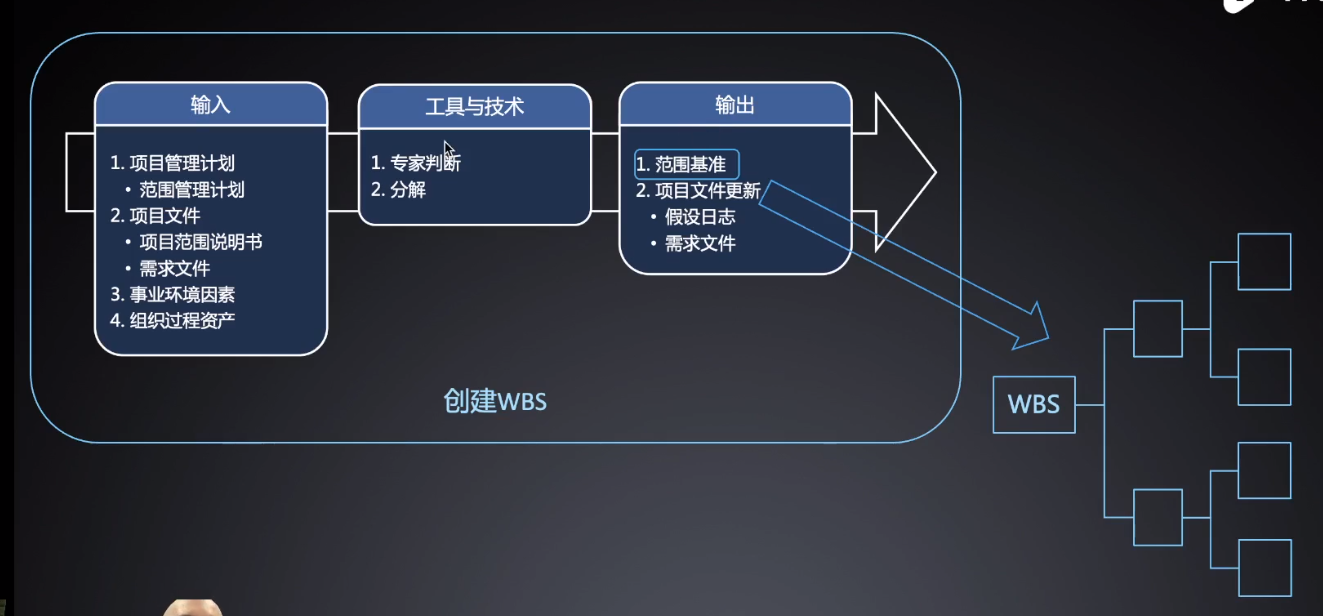 输入
1. 项目管理计划
• 范围管理计划
2. 项目文件
• 项目范围说明书
• 需求文件
3. 事业环境因素
4. 组织过程资产
工具与技术
1. 专家判断
2. 分解
输出
1. 范围基准
2. 项目文件更新
• 假设日志
• 需求文件
创建WBS
WBS